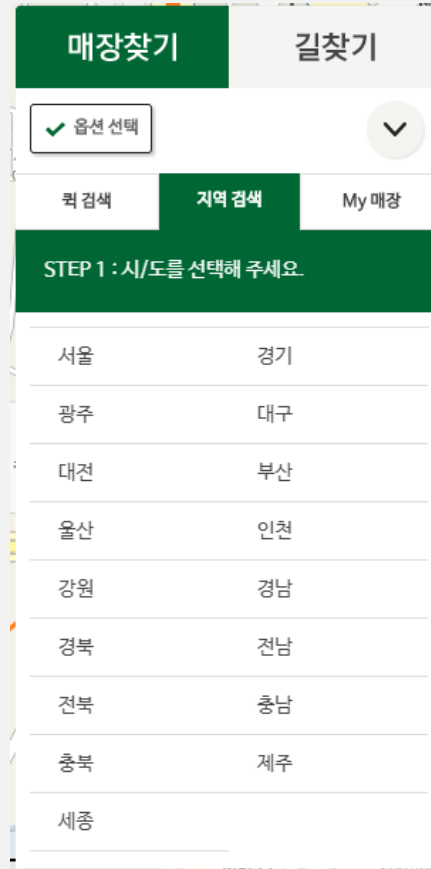 매장찾기 길찾기
옵션 선택
퀵 검색 지역 검색 My 매장
STEP 1 : 시/도를 선택해 주세요.
서울 경기
광주 대구
대전 부산
울산 인천
강원 경남
경북 전남
전북 충남
충북 제주
세종